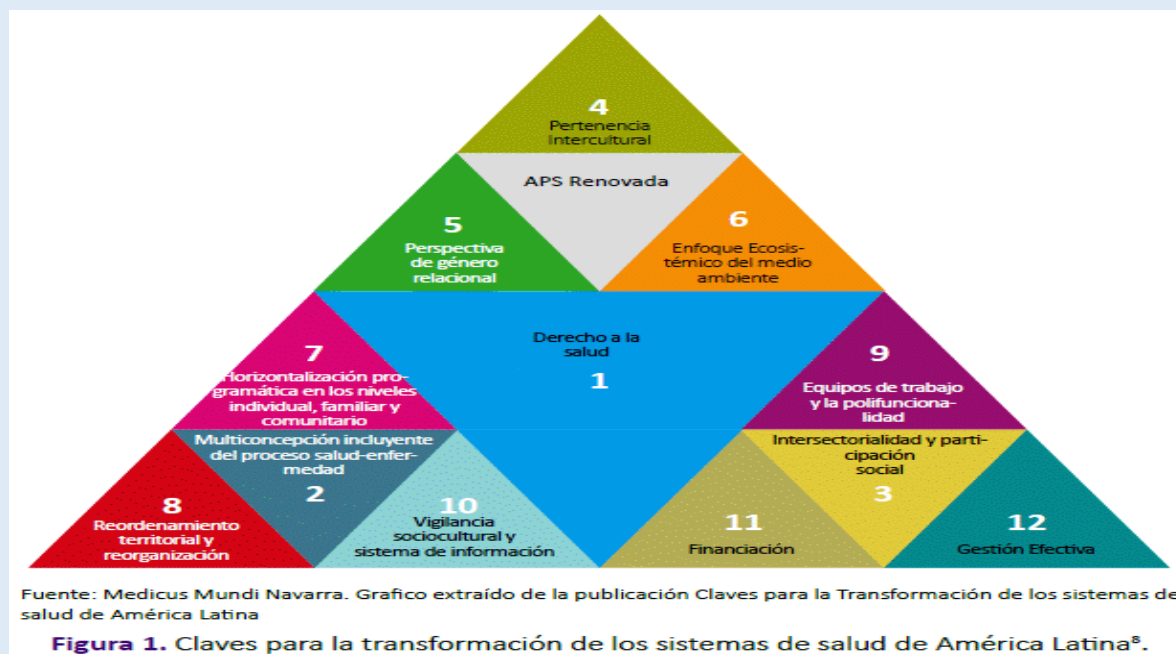 4
Pertenencia
Intercultural
APS Renovada
5
Perspectiva
de género
relacional
6
Enfoque Ecosis-
témico del medio
ambiente
Derecho a la
salud
1
7
Horizontalización pro-
gramática en los niveles
individual, familiar y
comunitario
9
Equipos de trabajo
y la polifunciona-
lidad
8
Reordenamiento
territorial y
reorganización
Multiconcepción incluyente
del proceso salud-enfer-
medad
2
10
Vigilancia
sociocultural y
sistema de información
11
Financiación
Intersectorialidad y parti-
cipación
social
3
12
Gestión Efectiva
Fuente: Medicus Mundi Navarra. Grafico extraído de la publicación Claves para la Transformación de los sistemas de
salud de América Latina
Figura 1. Claves para la transformación de los sistemas de salud de América Latina⁸.